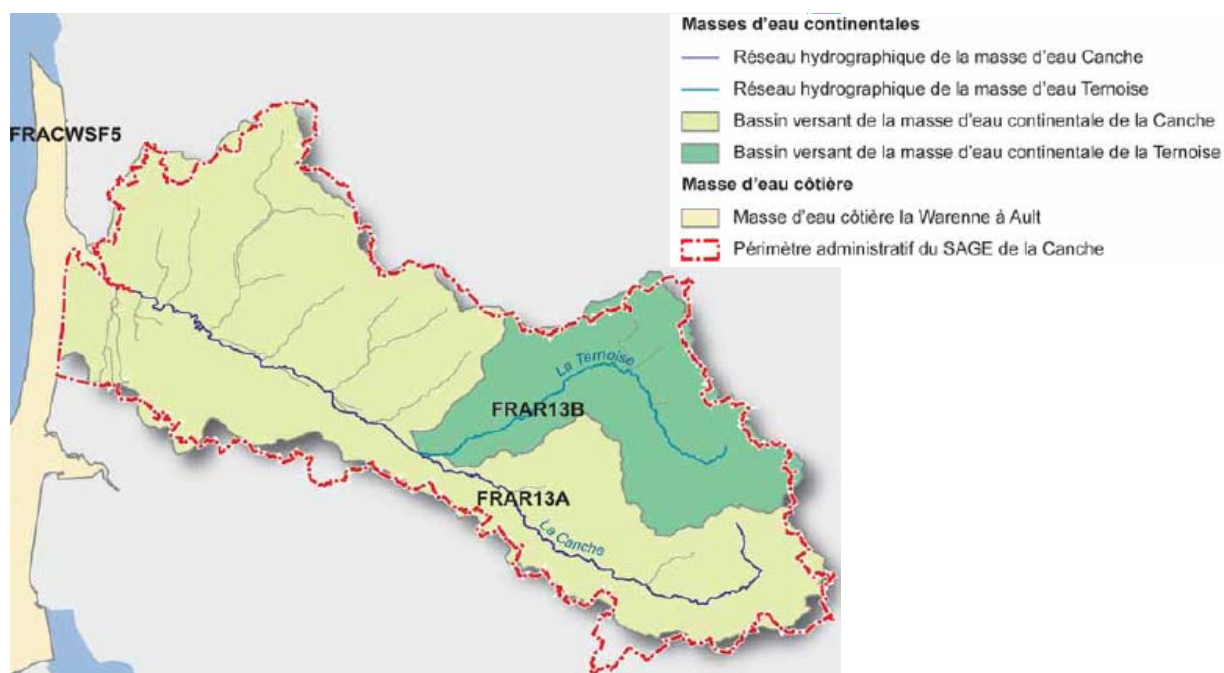 Masses d'eau continentales
Réseau hydrographique de la masse d'eau Canche
Réseau hydrographique de la masse d'eau Ternoise
Bassin versant de la masse d'eau continentale de la Canche
Bassin versant de la masse d'eau continentale de la Ternoise
Masse d'eau côtière
Masse d'eau côtière la Warenne à Ault
Périmètre administratif du SAGE de la Canche
FRACWSF5
La Ternoise
FRAR13B
FRAR13A
La Canche